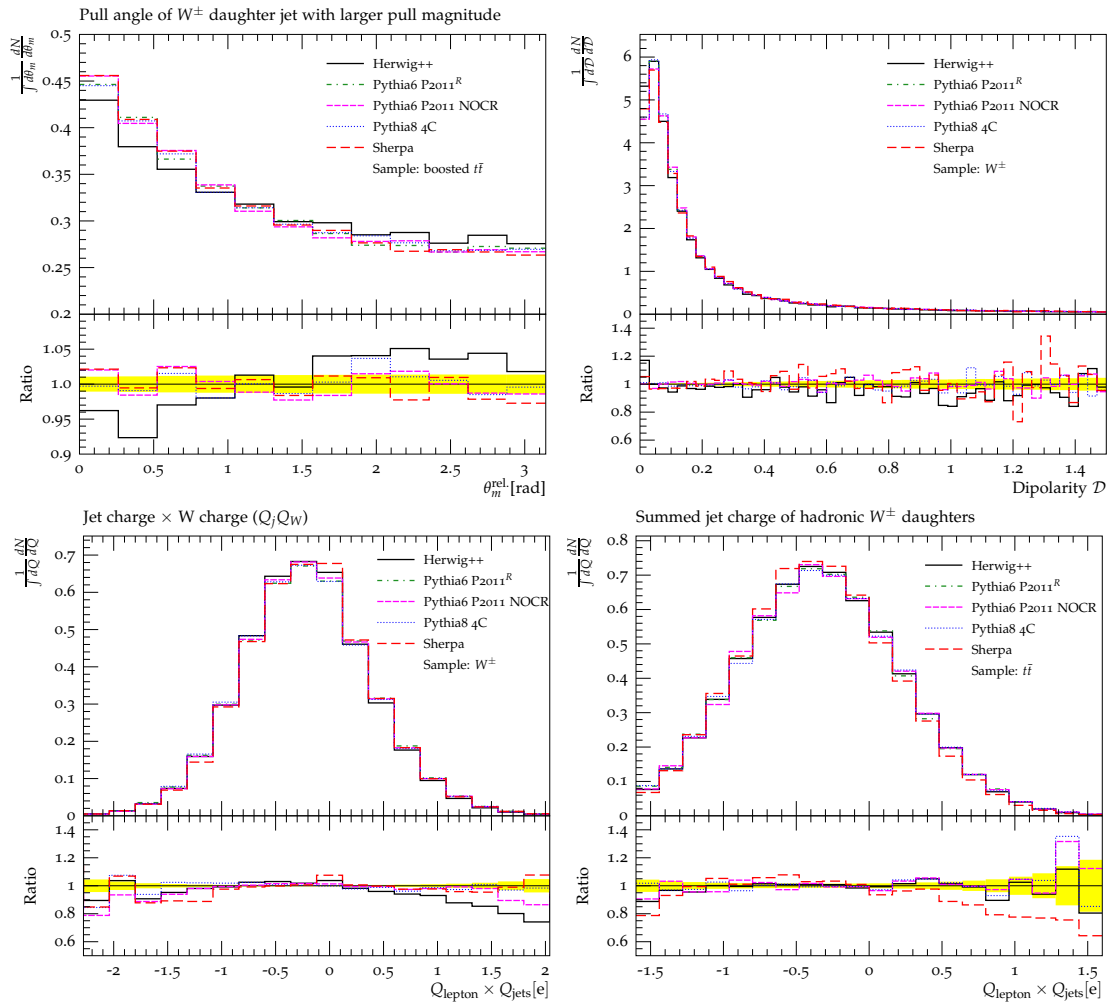 Pull angle of W± daughter jet with larger pull magnitude
1/∫dθm dN/dθm
0.5
0.45
0.4
0.35
0.3
0.25
0.2
Herwig++
Pythia6 P2011^R
Pythia6 P2011 NOCR
Pythia8 4C
Sherpa
Sample: boosted tt̄
Ratio
1.05
1.0
0.95
0.9
0 0.5 1 1.5 2 2.5 3
θ_m^rel. [rad]
1/∫dD dN/dD
6
5
4
3
2
1
0
Herwig++
Pythia6 P2011^R
Pythia6 P2011 NOCR
Pythia8 4C
Sherpa
Sample: W±
Ratio
1.4
1.2
1
0.8
0.6
0 0.2 0.4 0.6 0.8 1 1.2 1.4
Dipolarity D
Jet charge × W charge (Q_jQ_W)
1/∫dQ dN/dQ
0.7
0.6
0.5
0.4
0.3
0.2
0.1
0
Herwig++
Pythia6 P2011^R
Pythia6 P2011 NOCR
Pythia8 4C
Sherpa
Sample: W±
Ratio
1.4
1.2
1
0.8
0.6
-2 -1.5 -1 -0.5 0 0.5 1 1.5 2
Q_lepton × Q_jets[e]
Summed jet charge of hadronic W± daughters
1/∫dQ dN/dQ
0.8
0.7
0.6
0.5
0.4
0.3
0.2
0.1
0
Herwig++
Pythia6 P2011^R
Pythia6 P2011 NOCR
Pythia8 4C
Sherpa
Sample: tt̄
Ratio
1.4
1.2
1
0.8
0.6
-1.5 -1 -0.5 0 0.5 1 1.5
Q_lepton × Q_jets[e]